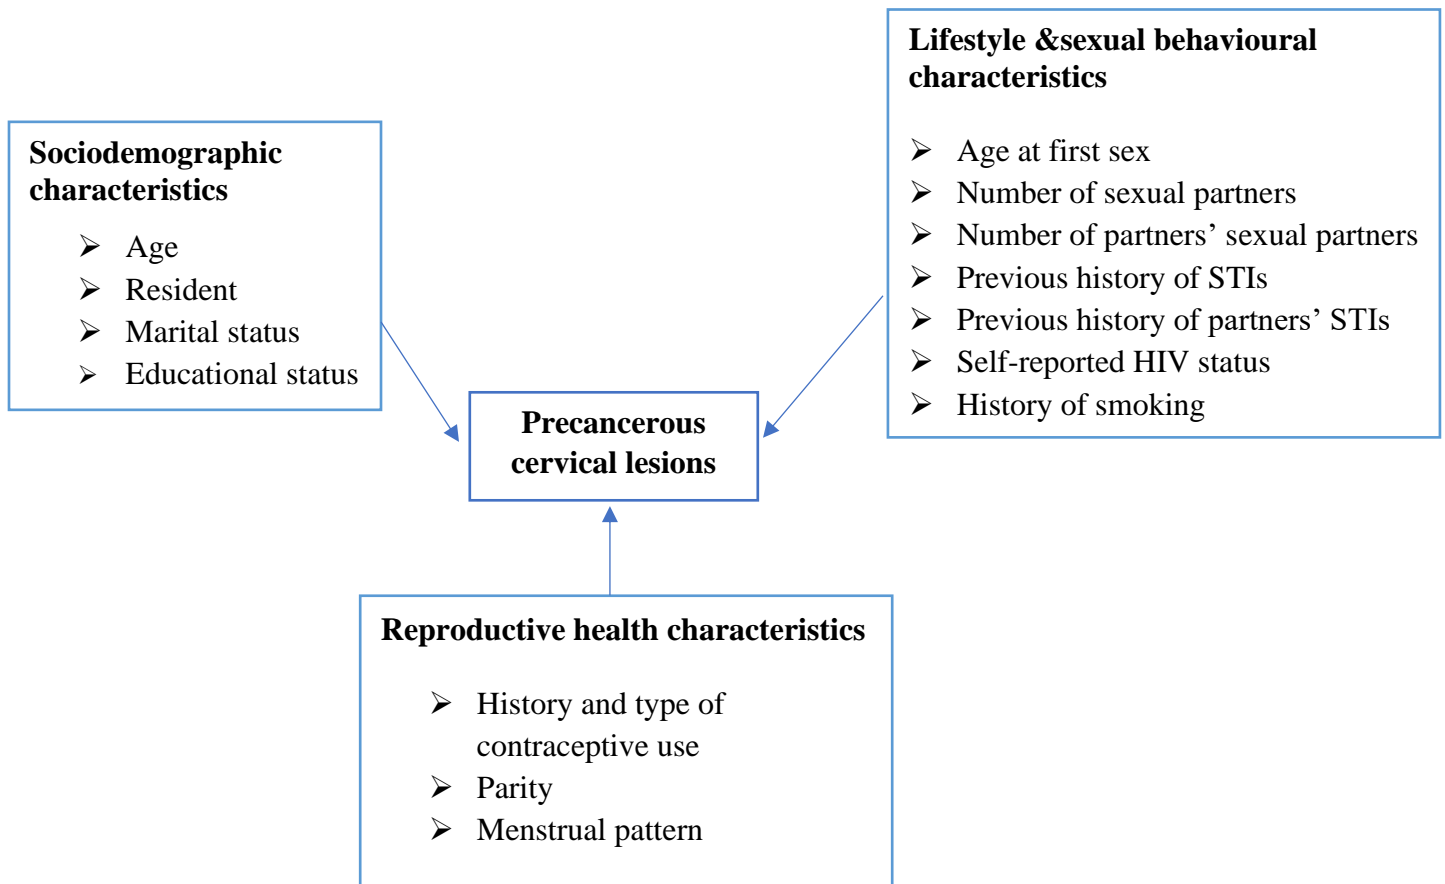 Lifestyle &sexual behavioural
characteristics
➢ Age at first sex
➢ Number of sexual partners
➢ Number of partners’ sexual partners
➢ Previous history of STIs
➢ Previous history of partners’ STIs
➢ Self-reported HIV status
➢ History of smoking
Sociodemographic
characteristics
➢ Age
➢ Resident
➢ Marital status
➢ Educational status
Precancerous
cervical lesions
Reproductive health characteristics
➢ History and type of
contraceptive use
➢ Parity
➢ Menstrual pattern